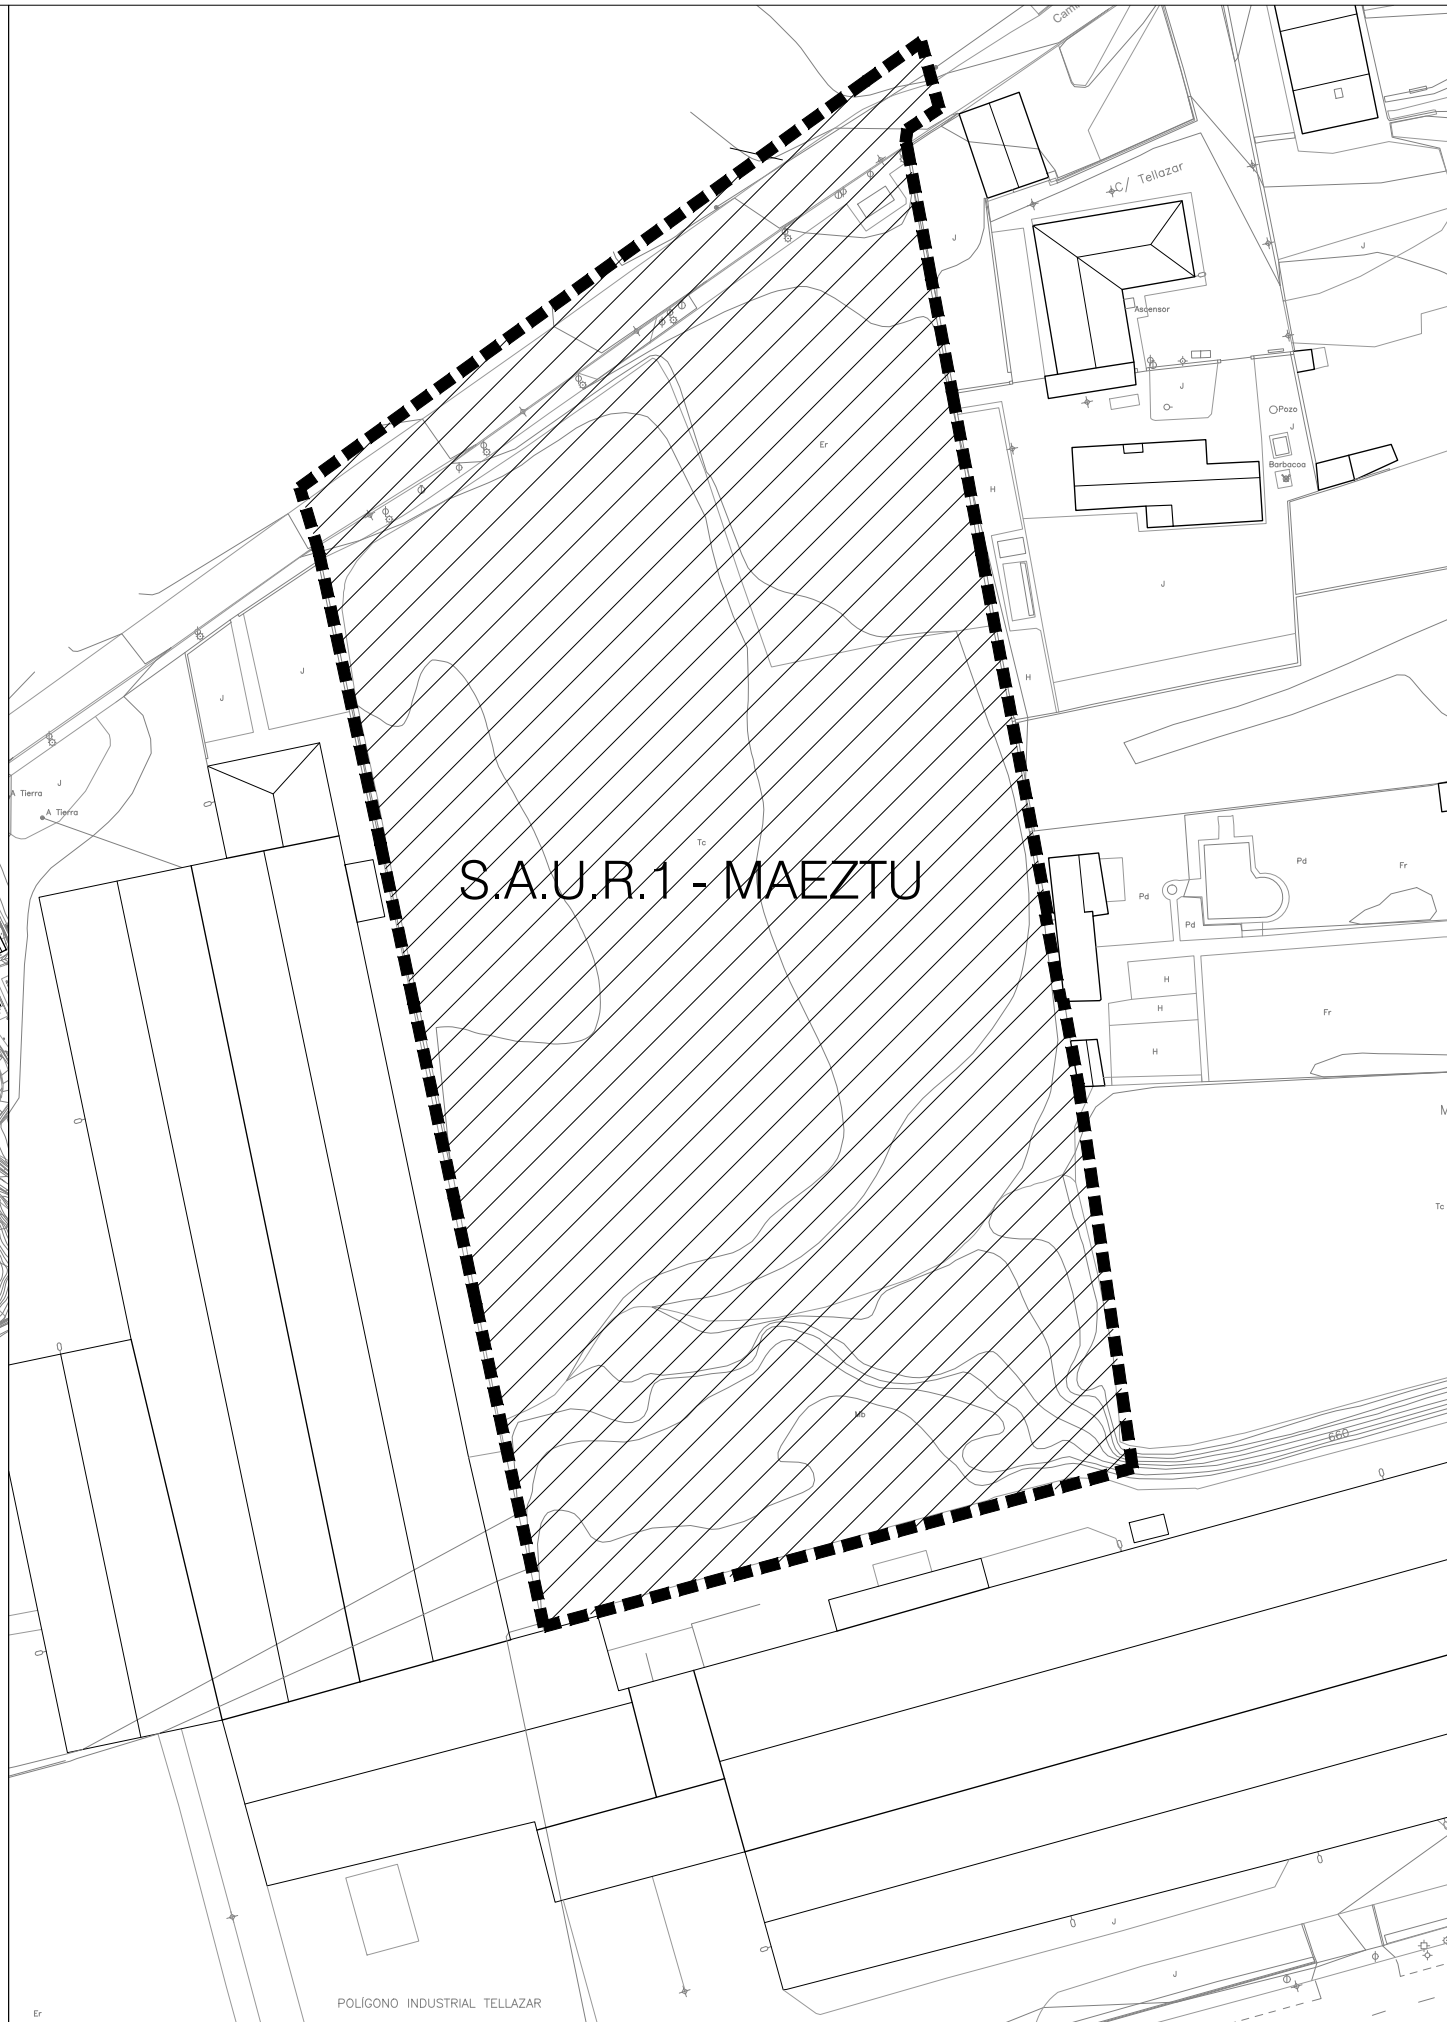 Cami
C/ Tellazar
J
J
Ascensor
J
Pozo
J
Er
Barbacoa
H
J
J
H
J
J
A Tierra
A Tierra
Tc
S.A.U.R.1 - MAEZTU
Pd
Fr
Pd
Pd
H
H
Fr
H
M
Tc
Mb
660
J
J
POLÍGONO INDUSTRIAL TELLAZAR
Er